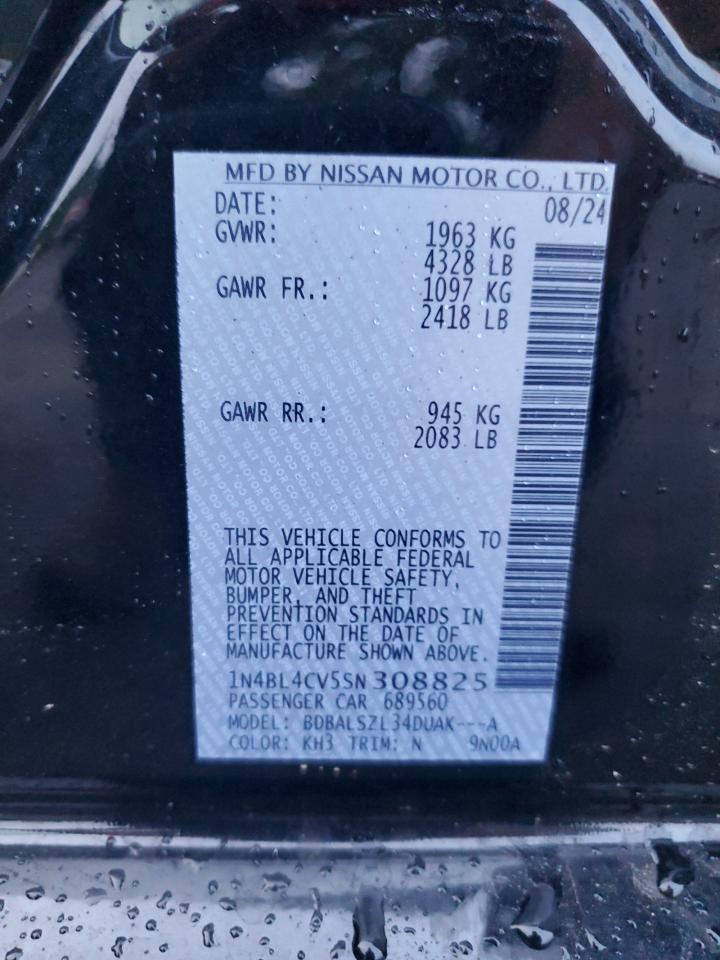 MFD BY NISSAN MOTOR CO., LTD.
DATE: 08/24
GVWR: 1963 KG
4328 LB
GAWR FR.: 1097 KG
2418 LB
GAWR RR.: 945 KG
2083 LB
THIS VEHICLE CONFORMS TO
ALL APPLICABLE FEDERAL
MOTOR VEHICLE SAFETY,
BUMPER, AND THEFT
PREVENTION STANDARDS IN
EFFECT ON THE DATE OF
MANUFACTURE SHOWN ABOVE.
1N4BL4CV5SN308825
PASSENGER CAR 689560
MODEL: BDBALSZL34DUAK---A
COLOR: KH3 TRIM: N 9N00A